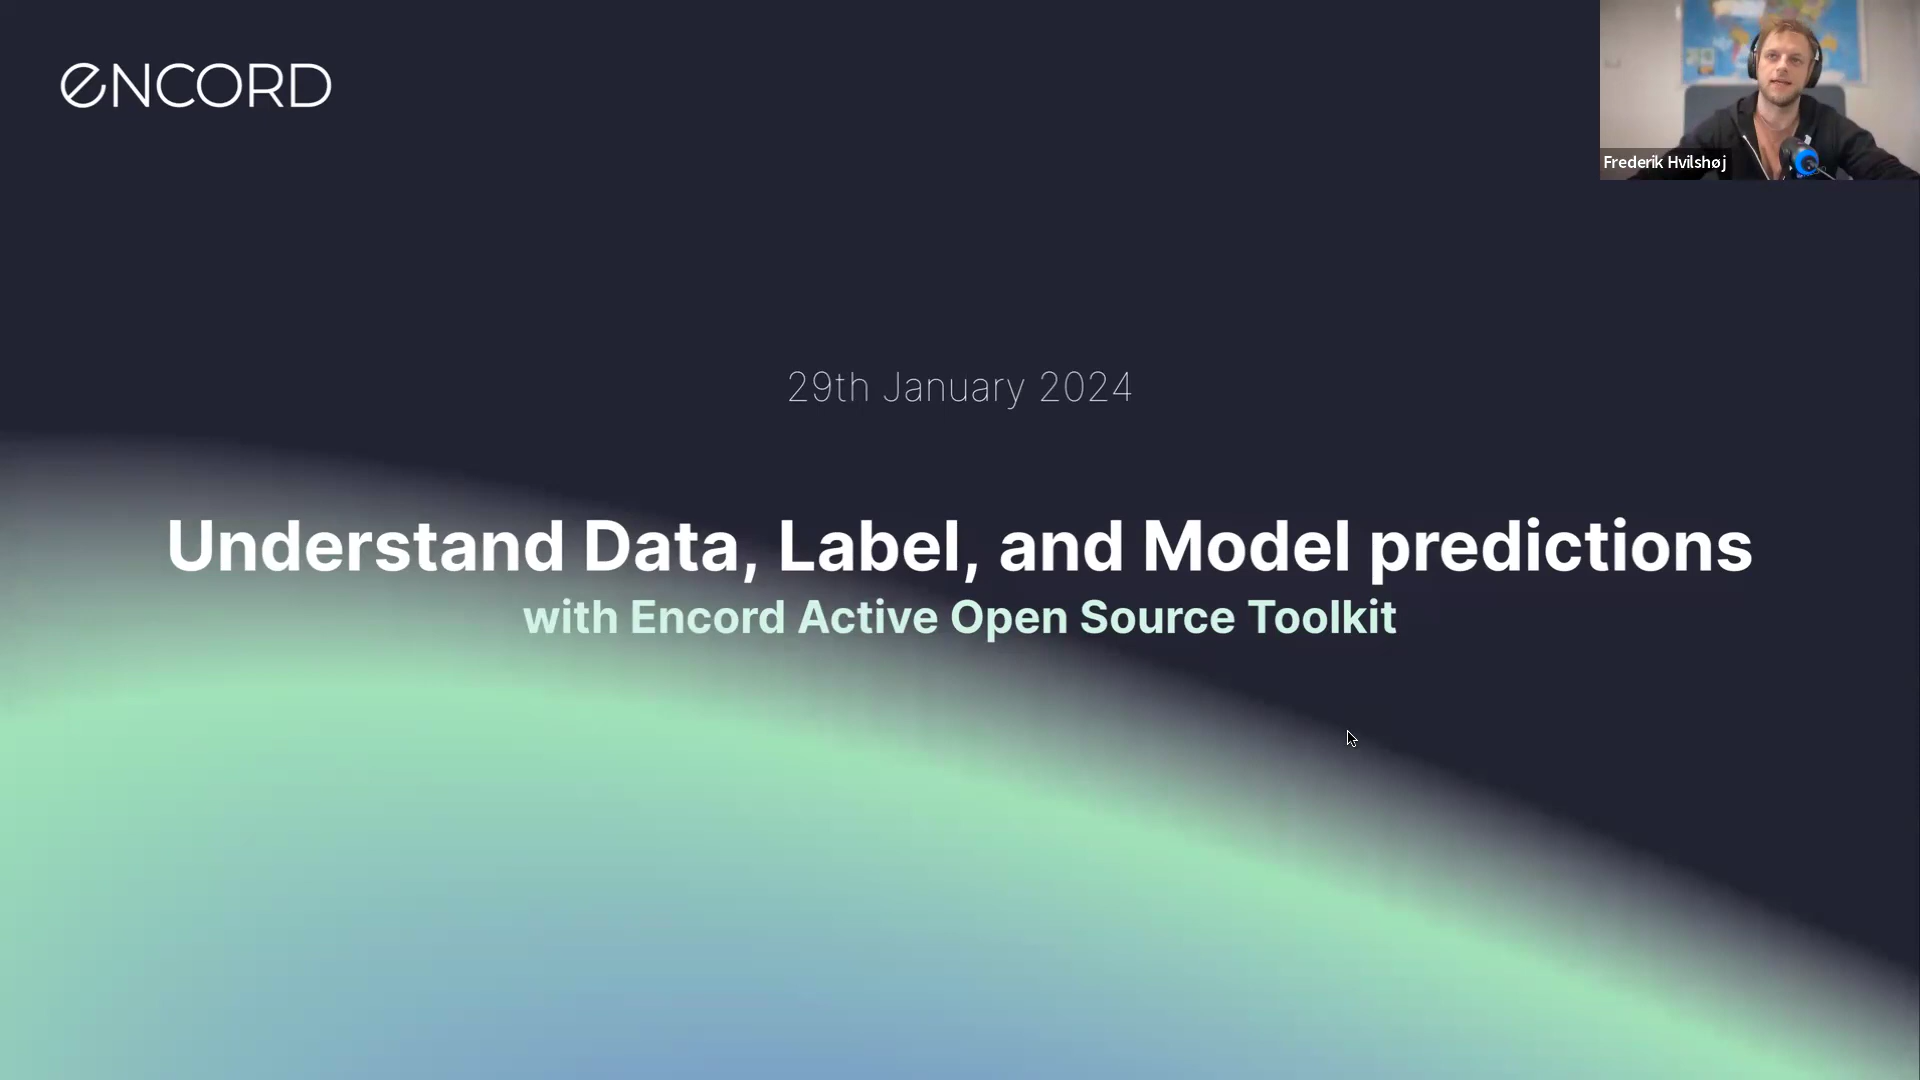 eNCORD
Frederik Hvilshøj
29th January 2024
Understand Data, Label, and Model predictions
with Encord Active Open Source Toolkit